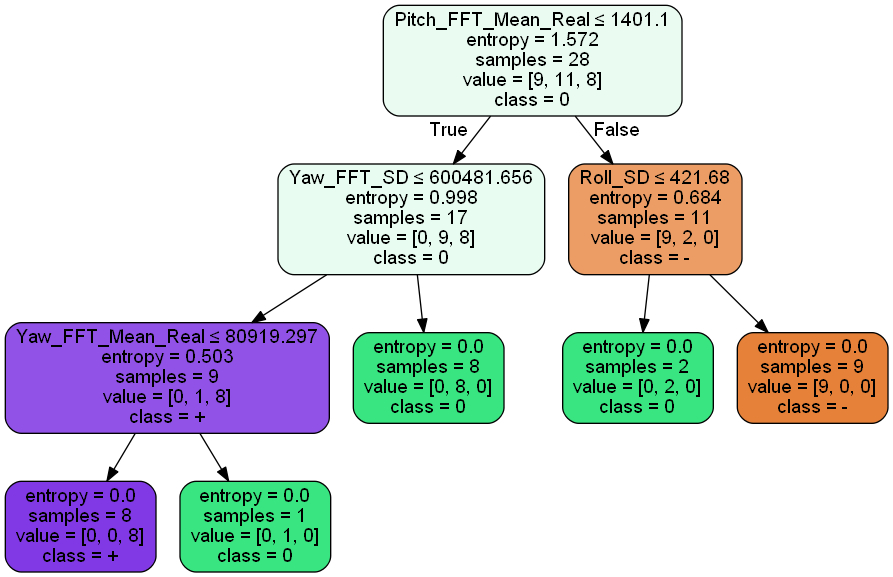 Pitch_FFT_Mean_Real ≤ 1401.1
entropy = 1.572
samples = 28
value = [9, 11, 8]
class = 0
True
False
Yaw_FFT_SD ≤ 600481.656
entropy = 0.998
samples = 17
value = [0, 9, 8]
class = 0
Roll_SD ≤ 421.68
entropy = 0.684
samples = 11
value = [9, 2, 0]
class = -
Yaw_FFT_Mean_Real ≤ 80919.297
entropy = 0.503
samples = 9
value = [0, 1, 8]
class = +
entropy = 0.0
samples = 8
value = [0, 8, 0]
class = 0
entropy = 0.0
samples = 2
value = [0, 2, 0]
class = 0
entropy = 0.0
samples = 9
value = [9, 0, 0]
class = -
entropy = 0.0
samples = 8
value = [0, 0, 8]
class = +
entropy = 0.0
samples = 1
value = [0, 1, 0]
class = 0